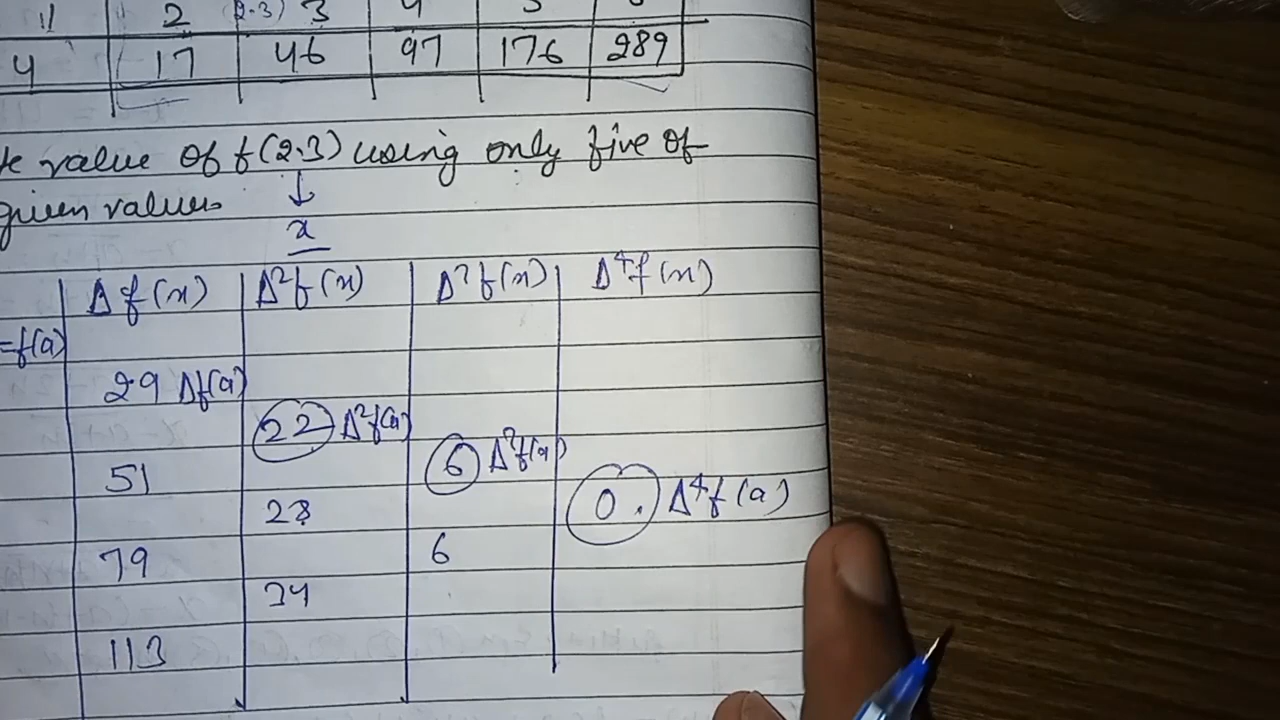 2 (2.3) 3 4 5
4 17 46 97 176 289
value of f(2.3) using only five of
given values
x
Δf(x) Δ²f(x) Δ³f(x) Δ⁴f(x)
=f(a)
29 Δf(a)
22 Δ²f(a)
6 Δ³f(a)
51
0. Δ⁴f(a)
28
79 6
34
113